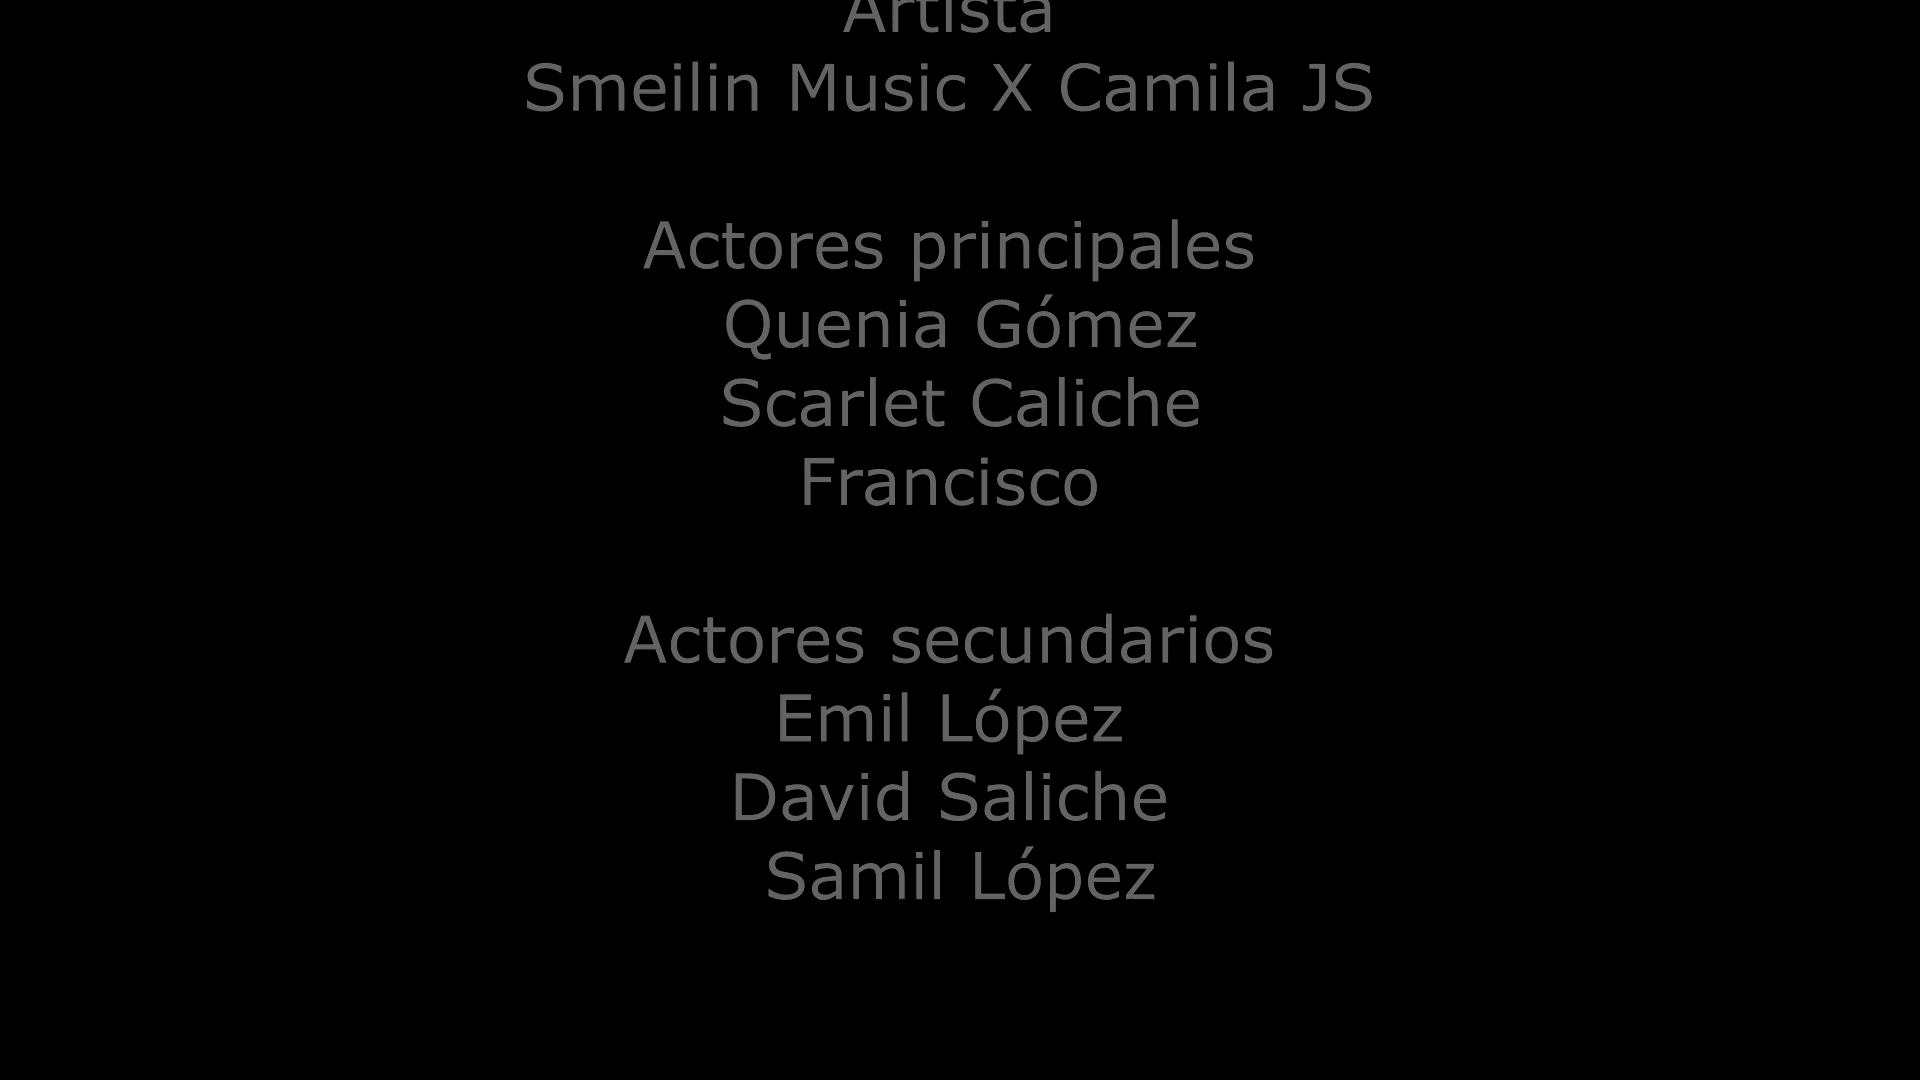 Artista
Smeilin Music X Camila JS
Actores principales
Quenia Gómez
Scarlet Caliche
Francisco
Actores secundarios
Emil López
David Saliche
Samil López